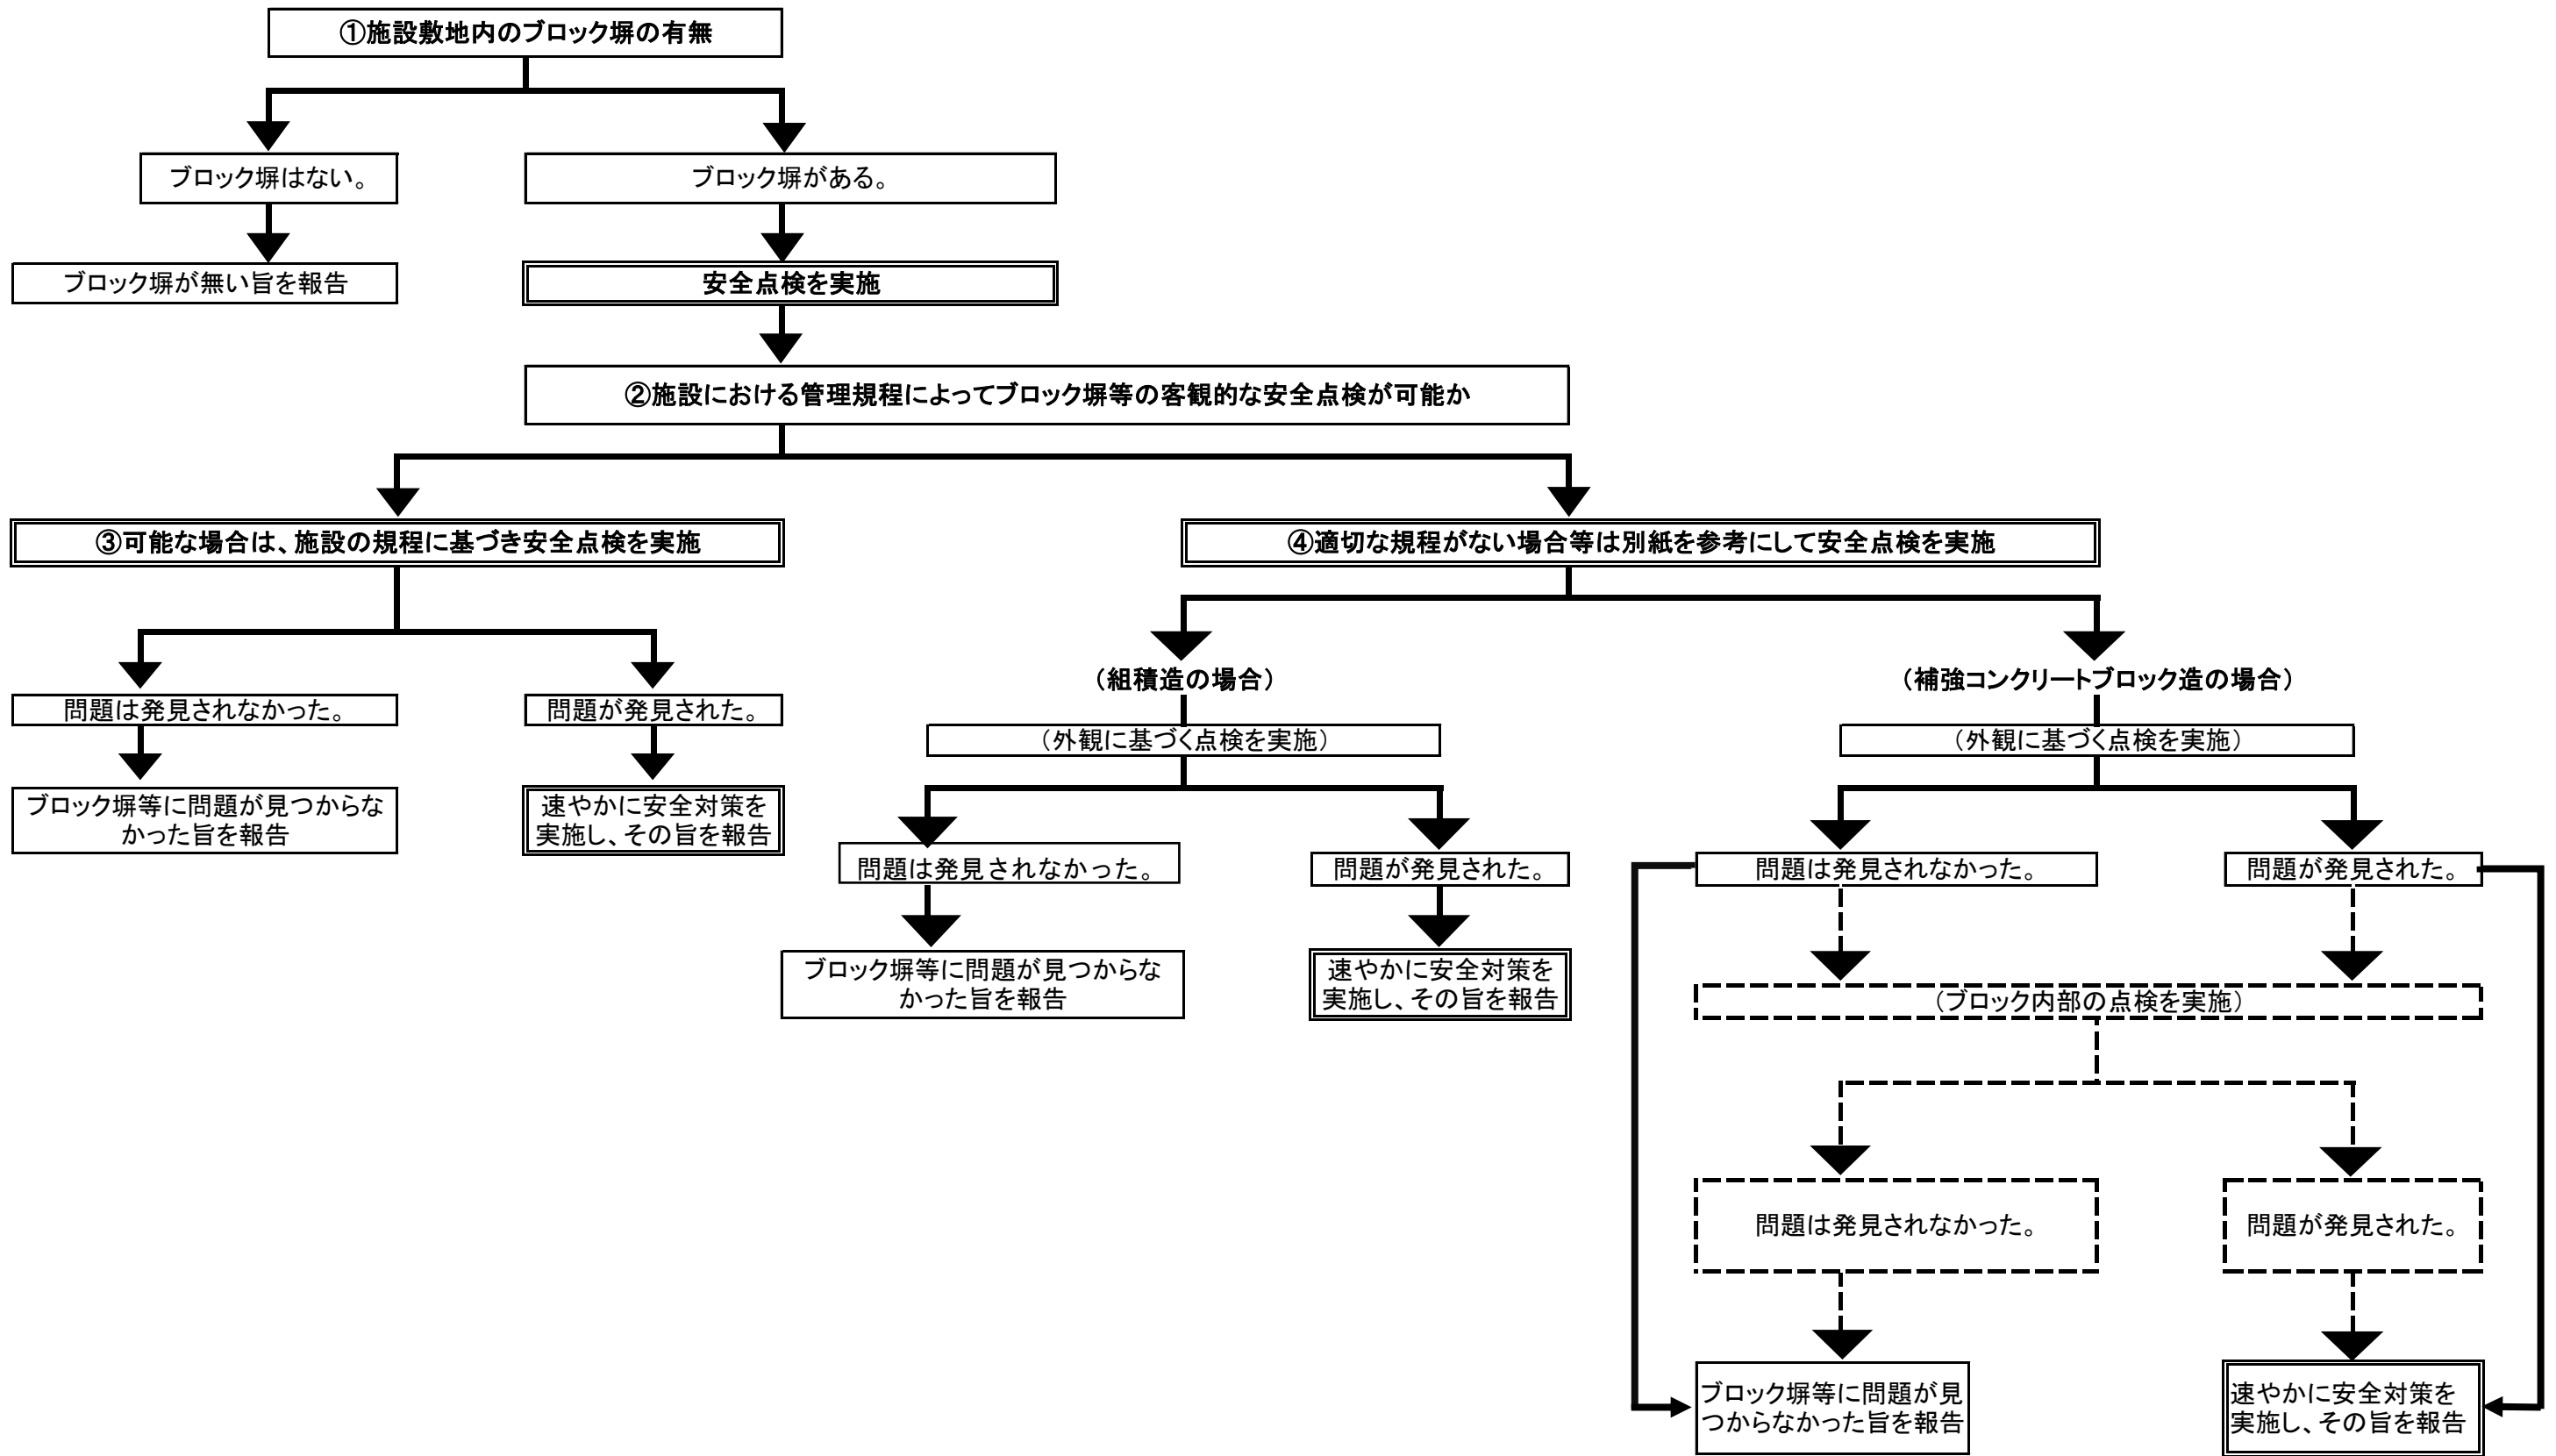 ①施設敷地内のブロック塀の有無
ブロック塀はない。
ブロック塀がある。
ブロック塀が無い旨を報告
安全点検を実施
②施設における管理規程によってブロック塀等の客観的な安全点検が可能か
③可能な場合は、施設の規程に基づき安全点検を実施
④適切な規程がない場合等は別紙を参考にして安全点検を実施
問題は発見されなかった。
問題が発見された。
ブロック塀等に問題が見つからな
かった旨を報告
速やかに安全対策を
実施し、その旨を報告
（組積造の場合）
（外観に基づく点検を実施）
問題は発見されなかった。
問題が発見された。
ブロック塀等に問題が見つからな
かった旨を報告
速やかに安全対策を
実施し、その旨を報告
（補強コンクリートブロック造の場合）
（外観に基づく点検を実施）
問題は発見されなかった。
問題が発見された。
（ブロック内部の点検を実施）
問題は発見されなかった。
問題が発見された。
ブロック塀等に問題が見
つからなかった旨を報告
速やかに安全対策を
実施し、その旨を報告